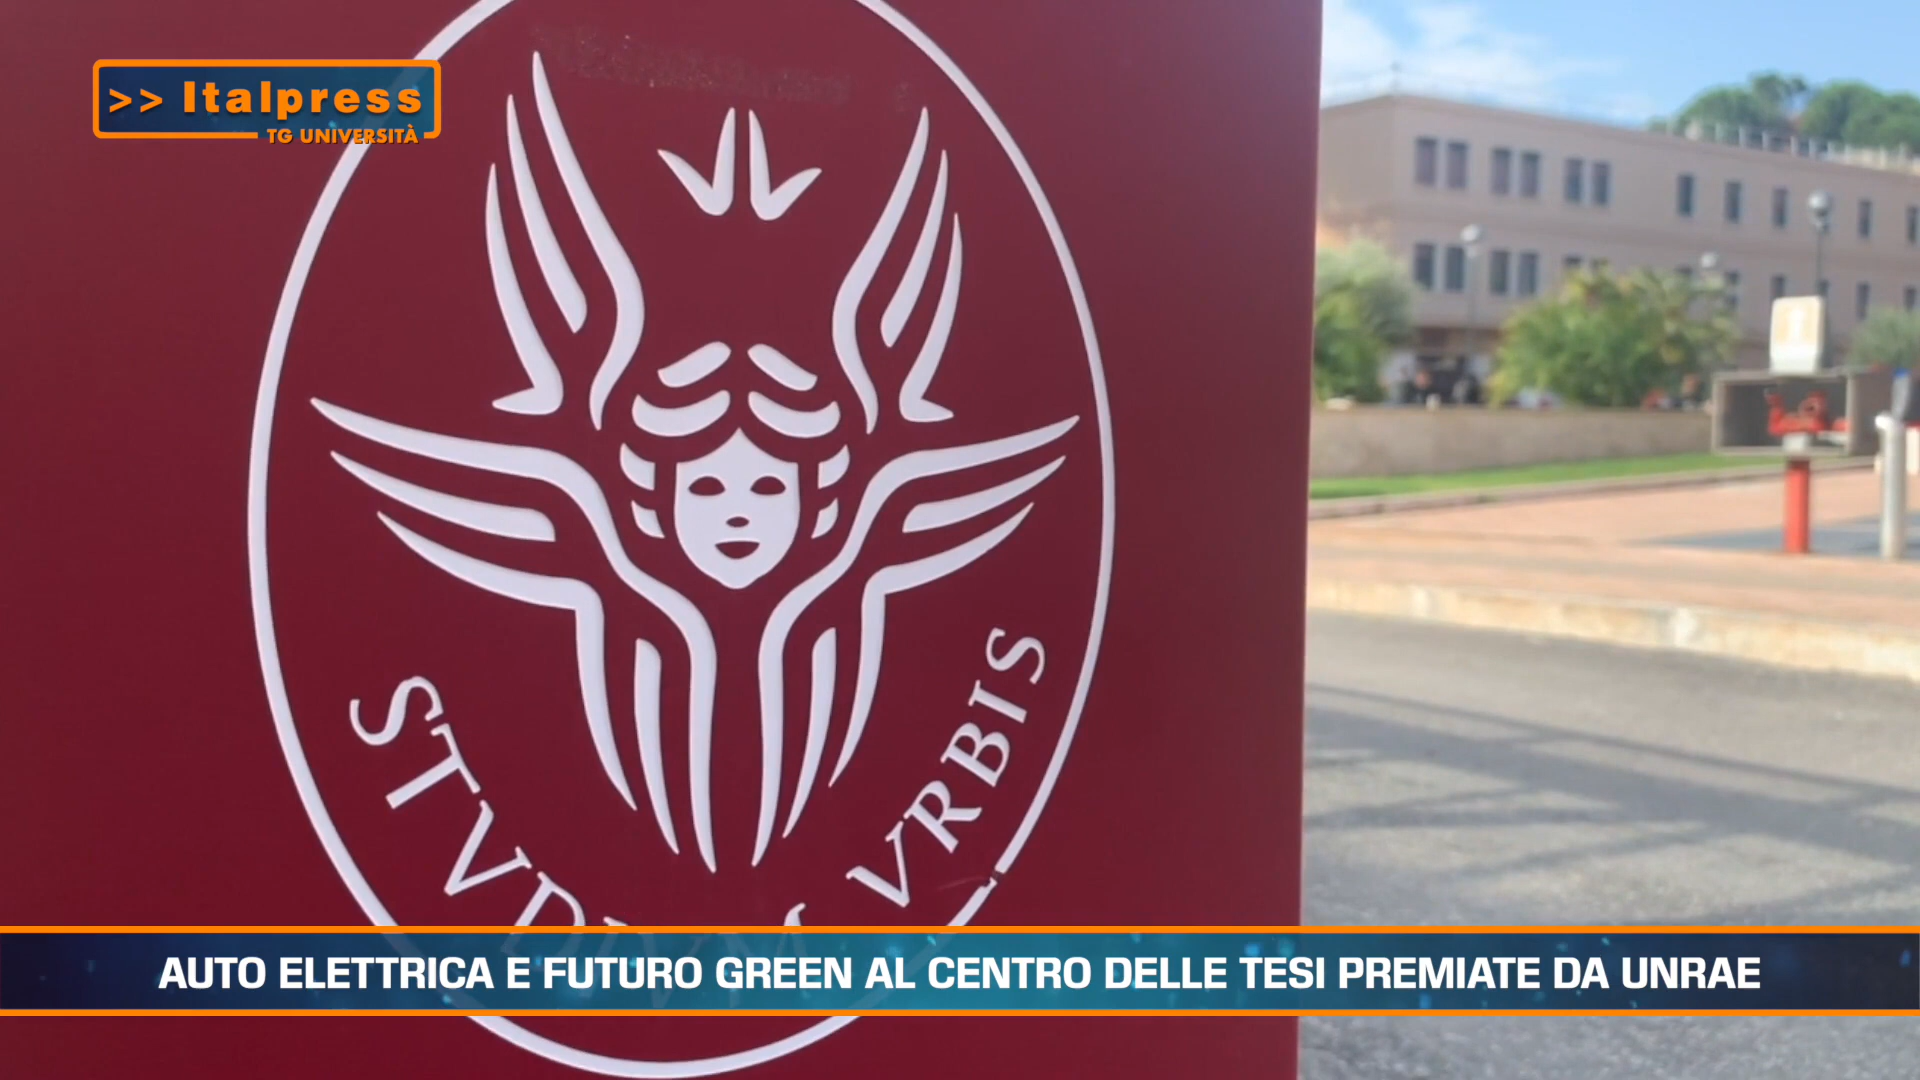 >> Italpress
TG UNIVERSITÀ
STVDIVM VRBIS
AUTO ELETTRICA E FUTURO GREEN AL CENTRO DELLE TESI PREMIATE DA UNRAE